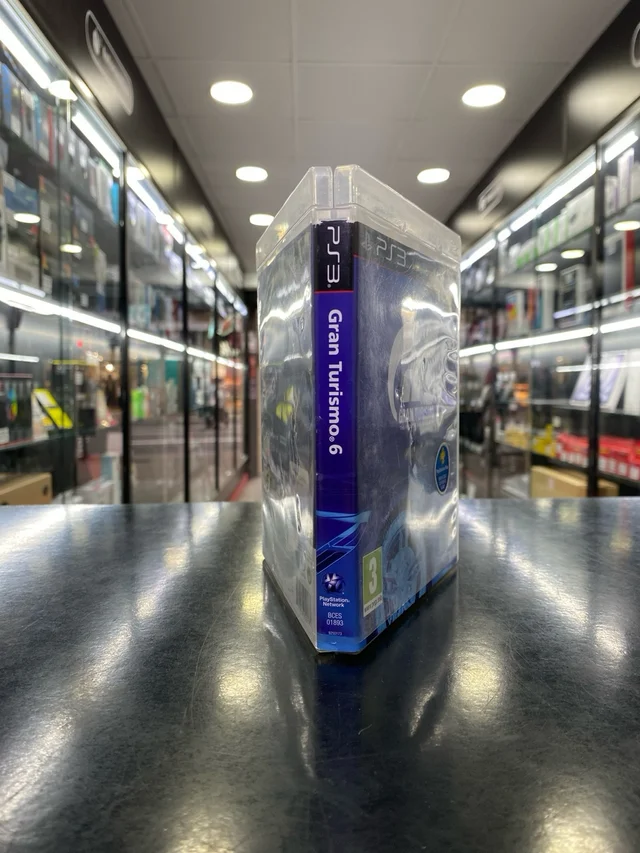 PS3
PS3
Gran Turismo® 6
3
PlayStation®
Network
BCES
01893